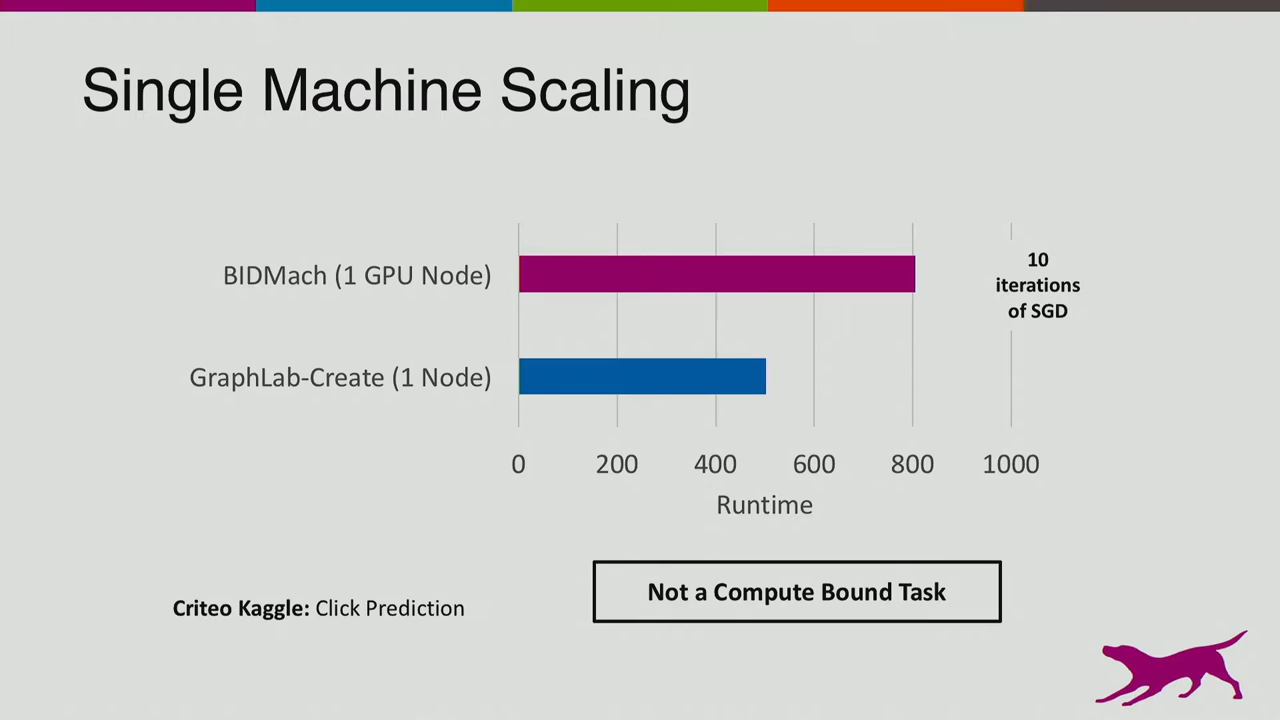 Single Machine Scaling
BIDMach (1 GPU Node)
10
iterations
of SGD
GraphLab-Create (1 Node)
0 200 400 600 800 1000
Runtime
Not a Compute Bound Task
Criteo Kaggle: Click Prediction